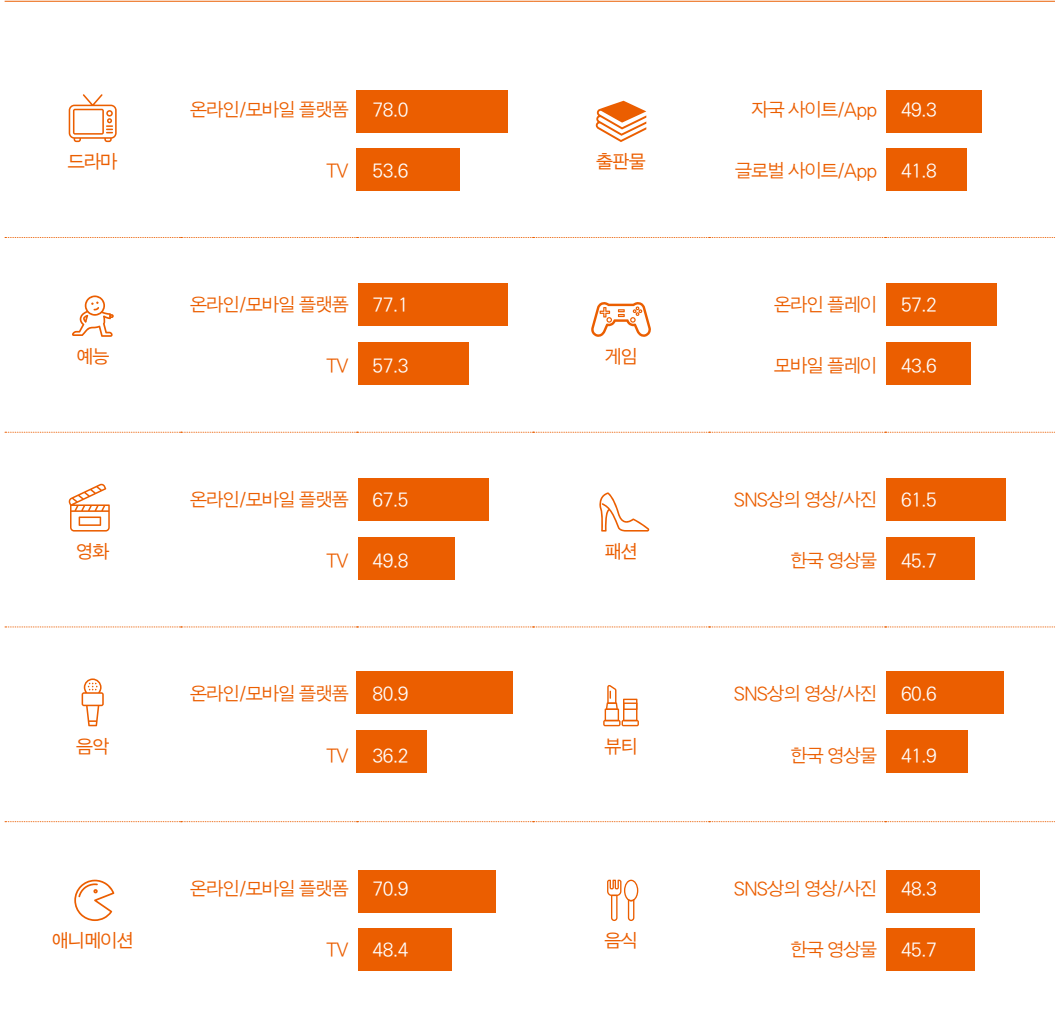 온라인/모바일 플랫폼 78.0
드라마
TV 53.6
자국 사이트/App 49.3
출판물
글로벌 사이트/App 41.8
온라인/모바일 플랫폼 77.1
예능
TV 57.3
온라인 플레이 57.2
게임
모바일 플레이 43.6
온라인/모바일 플랫폼 67.5
영화
TV 49.8
SNS상의 영상/사진 61.5
패션
한국 영상물 45.7
온라인/모바일 플랫폼 80.9
음악
TV 36.2
SNS상의 영상/사진 60.6
뷰티
한국 영상물 41.9
온라인/모바일 플랫폼 70.9
애니메이션
TV 48.4
SNS상의 영상/사진 48.3
음식
한국 영상물 45.7